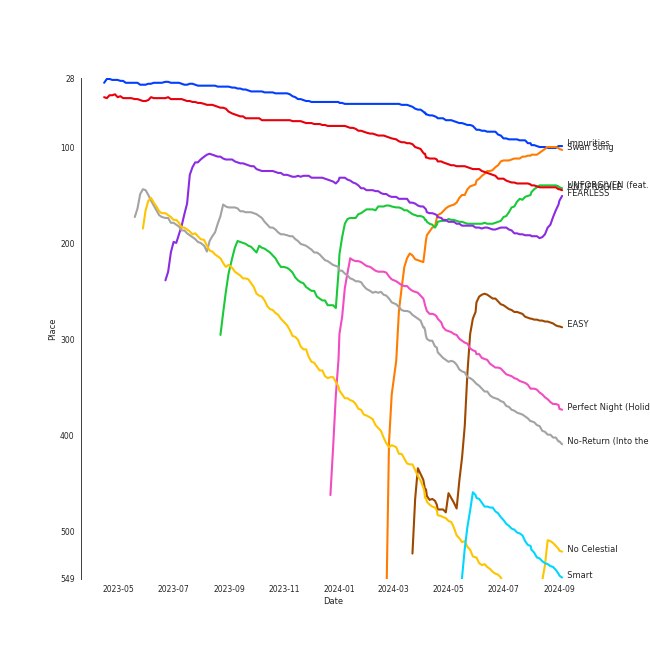 28
100
200
300
400
500
549
Place
2023-05
2023-07
2023-09
2023-11
2024-01
2024-03
2024-05
2024-07
2024-09
Date
Impurities
Swan Song
UNFORGIVEN (feat.
FEARLESS
EASY
Perfect Night (Holid
No-Return (Into the
No Celestial
Smart